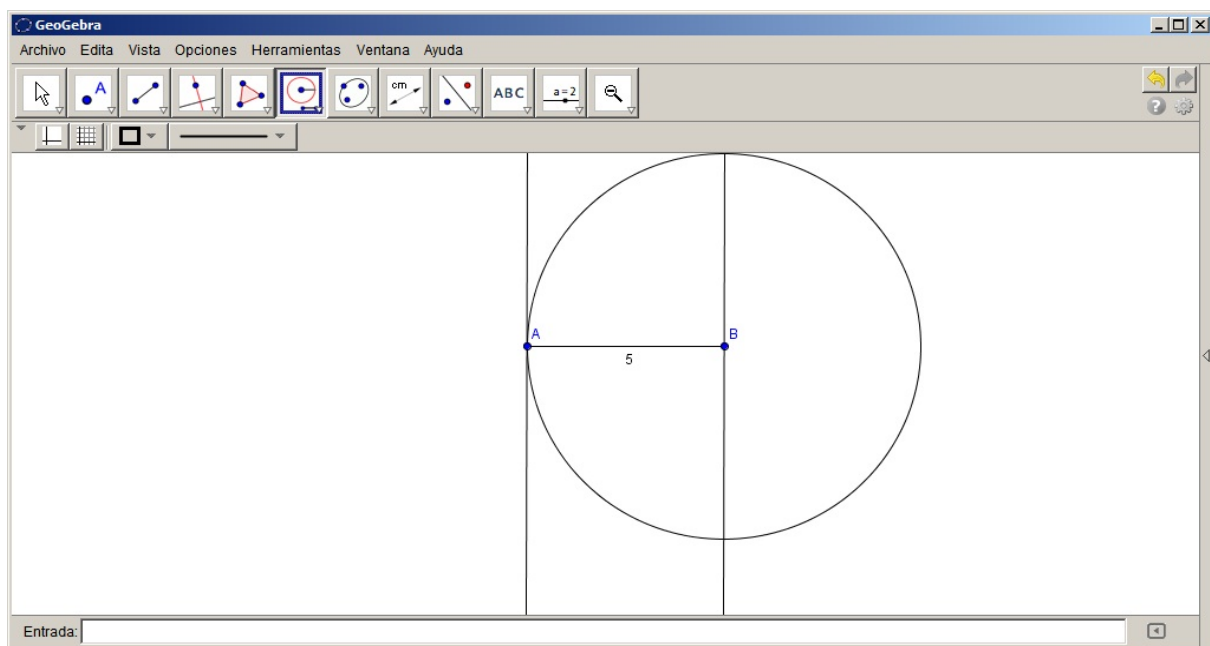 GeoGebra
Archivo Edita Vista Opciones Herramientas Ventana Ayuda
A cm ABC a=2
A B
5
Entrada: